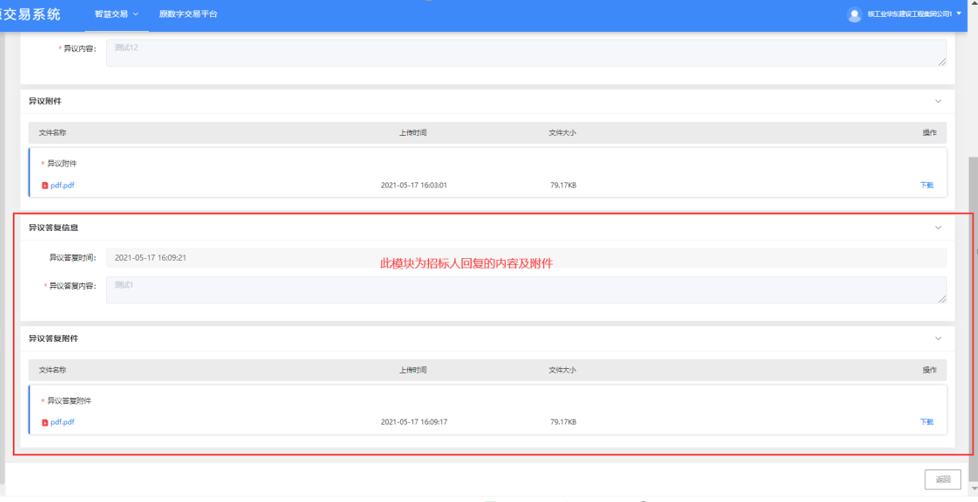 交易系统 智慧交易 原数字交易平台 核工业华东建设工程集团公司1
* 异议内容: 测试12
异议附件
文件名称 上传时间 文件大小 操作
* 异议附件
pdf.pdf 2021-05-17 16:03:01 79.17KB 下载
异议答复信息
异议答复时间: 2021-05-17 16:09:21
此模块为招标人回复的内容及附件
* 异议答复内容: 测试1
异议答复附件
文件名称 上传时间 文件大小 操作
* 异议答复附件
pdf.pdf 2021-05-17 16:09:17 79.17KB 下载
返回